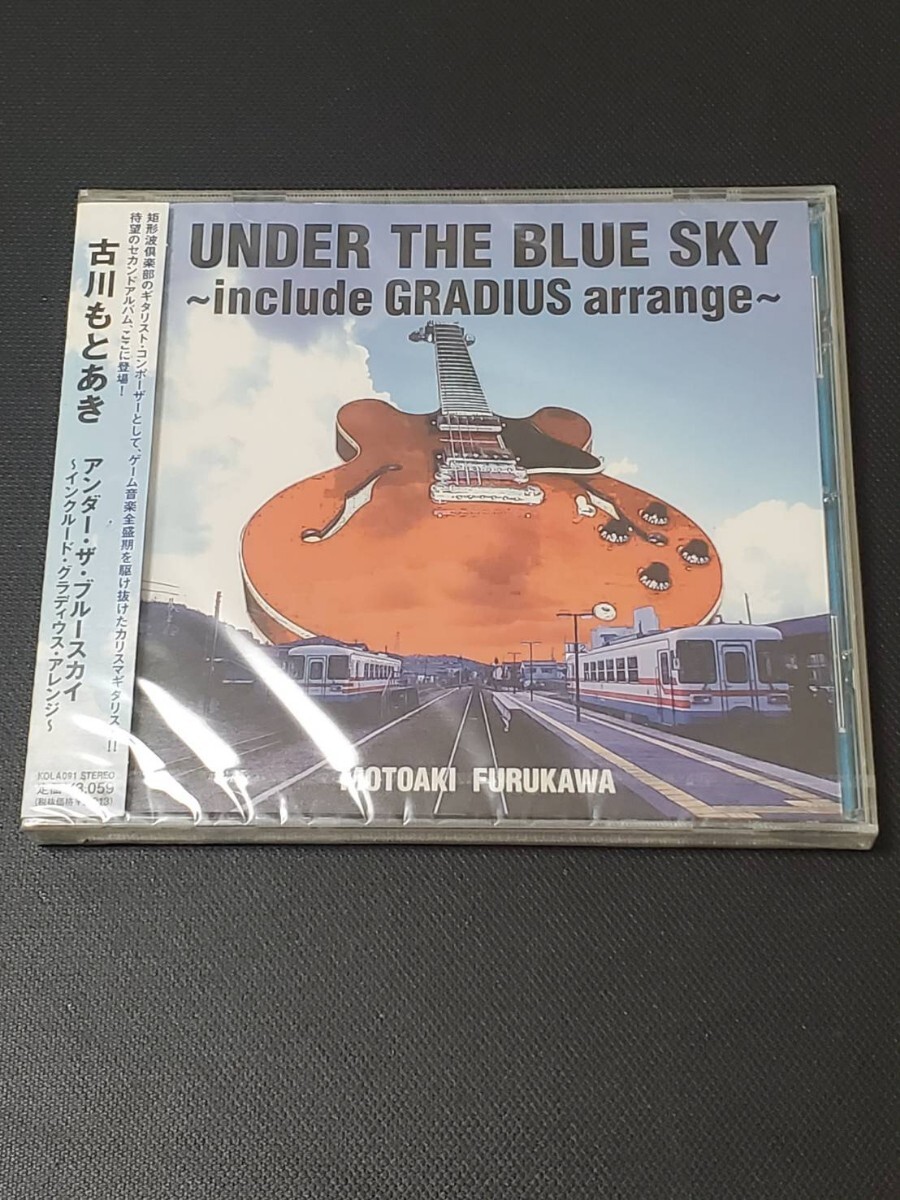 UNDER THE BLUE SKY
~include GRADIUS arrange~
MOTOAKI FURUKAWA
矩形波倶楽部のギタリスト・コンポーザーとして、ゲーム音楽全盛期を駆け抜けたカリスマギタリスト!!
待望のセカンドアルバム、ここに登場!
古川もとあき アンダー・ザ・ブルースカイ
~インクルード・グラディウス・アレンジ~
KOLA091 STEREO
定価¥3,059